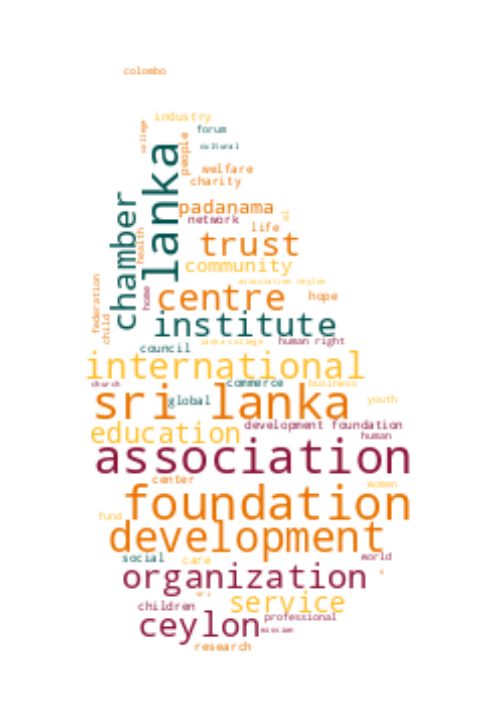 colombo
industry
college
forum
people
cultural
lanka
welfare
charity
chamber
padanama
network
al
life
health
trust
community
federation
association ceylon
home
centre
hope
child
institute
lanka college
human right
council
international
church
commerce
business
sri lanka
global
youth
education
development foundation
human
association
center
women
foundation
fund
development
social
care
world
organization
sri
children
service
ceylon
professional
mission
research